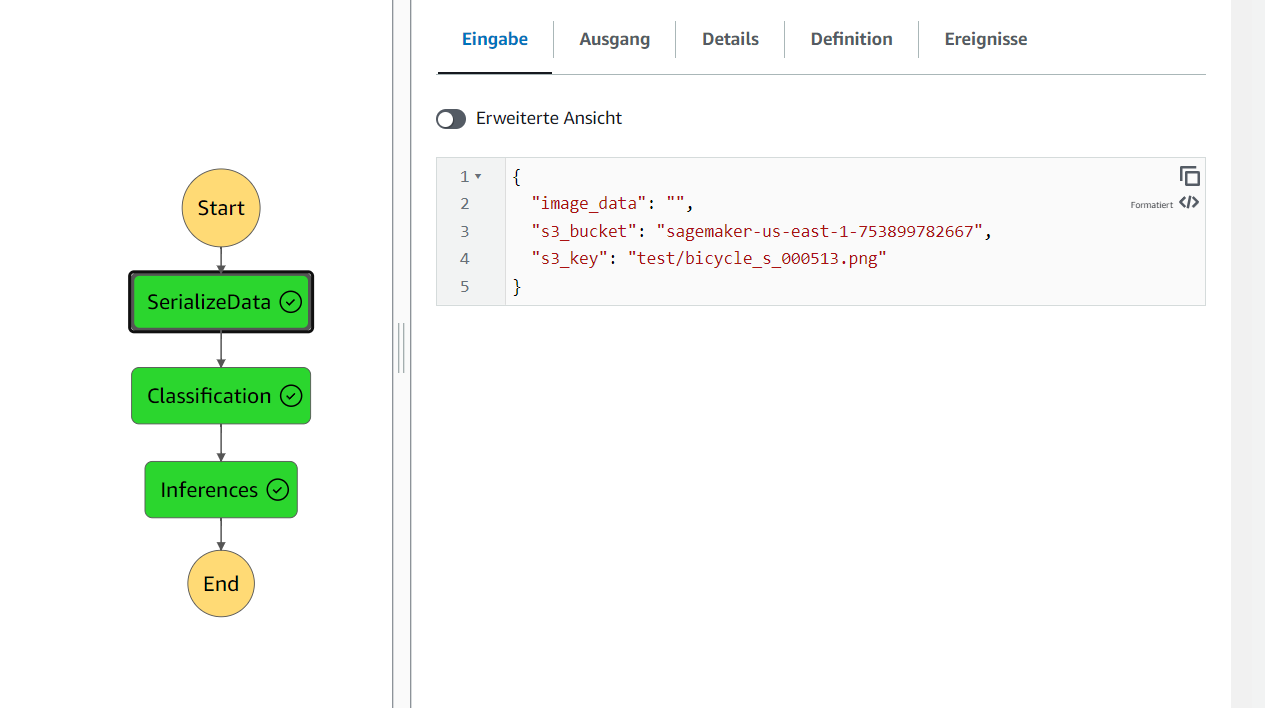 Start
SerializeData
Classification
Inferences
End
Eingabe
Ausgang
Details
Definition
Ereignisse
Erweiterte Ansicht
1 {
2 "image_data": "",
3 "s3_bucket": "sagemaker-us-east-1-753899782667",
4 "s3_key": "test/bicycle_s_000513.png"
5 }
Formatiert </>